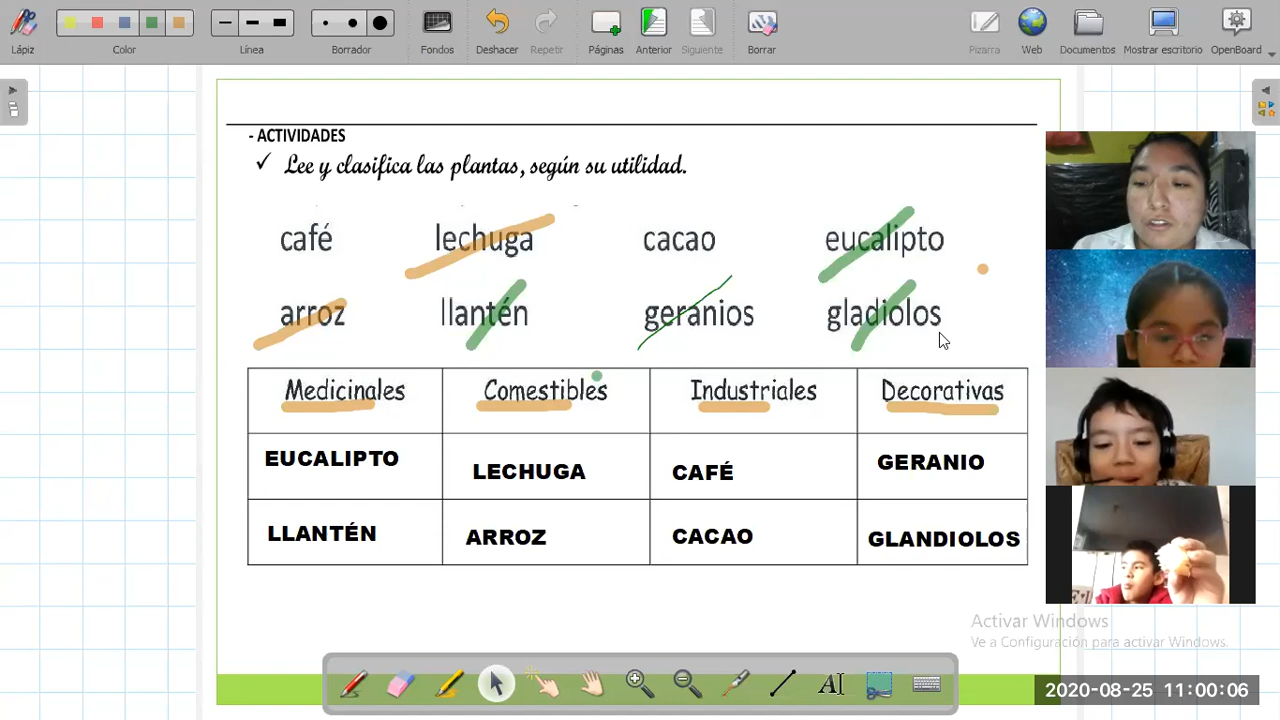 Lápiz
Color
Línea
Borrador
Fondos
Deshacer
Repetir
Páginas
Anterior
Siguiente
Borrar
Pizarra
Web
Documentos
Mostrar escritorio
OpenBoard
- ACTIVIDADES
✓ Lee y clasifica las plantas, según su utilidad.
café lechuga cacao eucalipto
arroz llantén geranios gladiolos
Medicinales Comestibles Industriales Decorativas
EUCALIPTO LECHUGA CAFÉ GERANIO
LLANTÉN ARROZ CACAO GLANDIOLOS
Activar Windows
Ve a Configuración para activar Windows.
2020-08-25 11:00:06